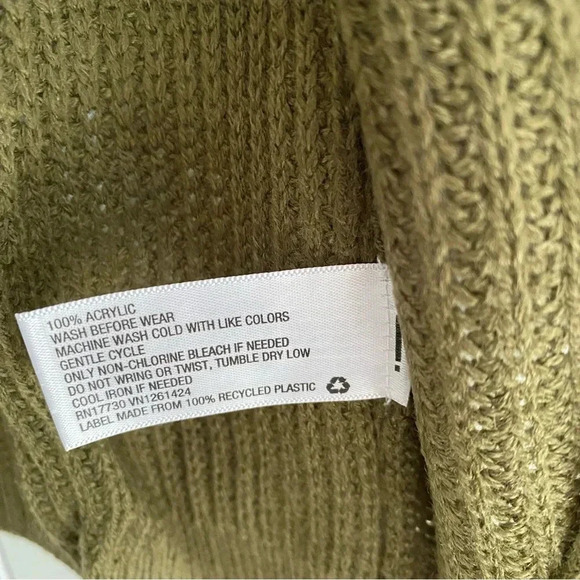 100% ACRYLIC
WASH BEFORE WEAR
MACHINE WASH COLD WITH LIKE COLORS
GENTLE CYCLE
ONLY NON-CHLORINE BLEACH IF NEEDED
DO NOT WRING OR TWIST, TUMBLE DRY LOW
COOL IRON IF NEEDED
RN17730 VN1261424
LABEL MADE FROM 100% RECYCLED PLASTIC